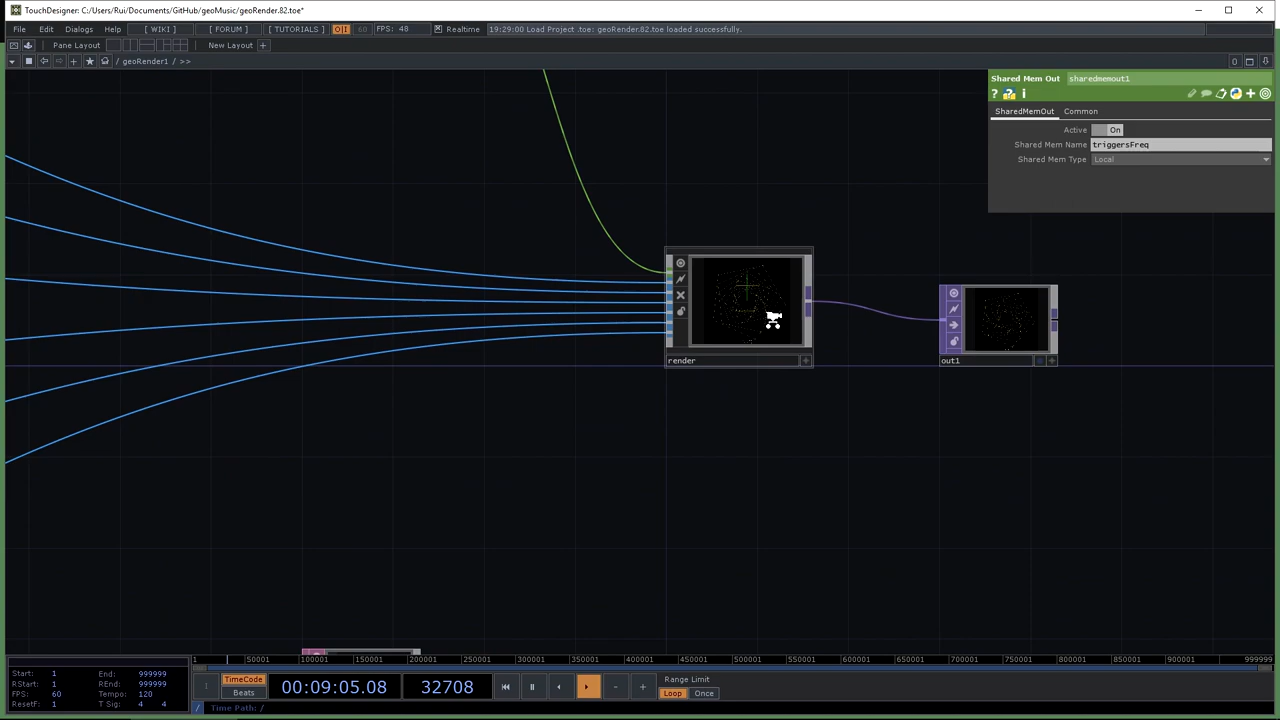 TouchDesigner: C:/Users/Rui/Documents/GitHub/geoMusic/geoRender.82.toe*
File Edit Dialogs Help [ WIKI ] [ FORUM ] [ TUTORIALS ] O|I 60 FPS: 48 Realtime 19:29:00 Load Project .toe: geoRender.82.toe loaded successfully.
Pane Layout New Layout +
/ geoRender1 / >> 0
Shared Mem Out sharedmemout1
? i
SharedMemOut Common
Active On
Shared Mem Name triggersFreq
Shared Mem Type Local
render
out1
1 50001 100001 150001 200001 250001 300001 350001 400001 450001 500001 550001 600001 650001 700001 750001 800001 850001 900001 999999
Start: 1 End: 999999
RStart: 1 REnd: 999999
FPS: 60 Tempo: 120
ResetF: 1 T Sig: 4 4
1 TimeCode
Beats
00:09:05.08 32708
- +
Range Limit
Loop Once
/ Time Path: /